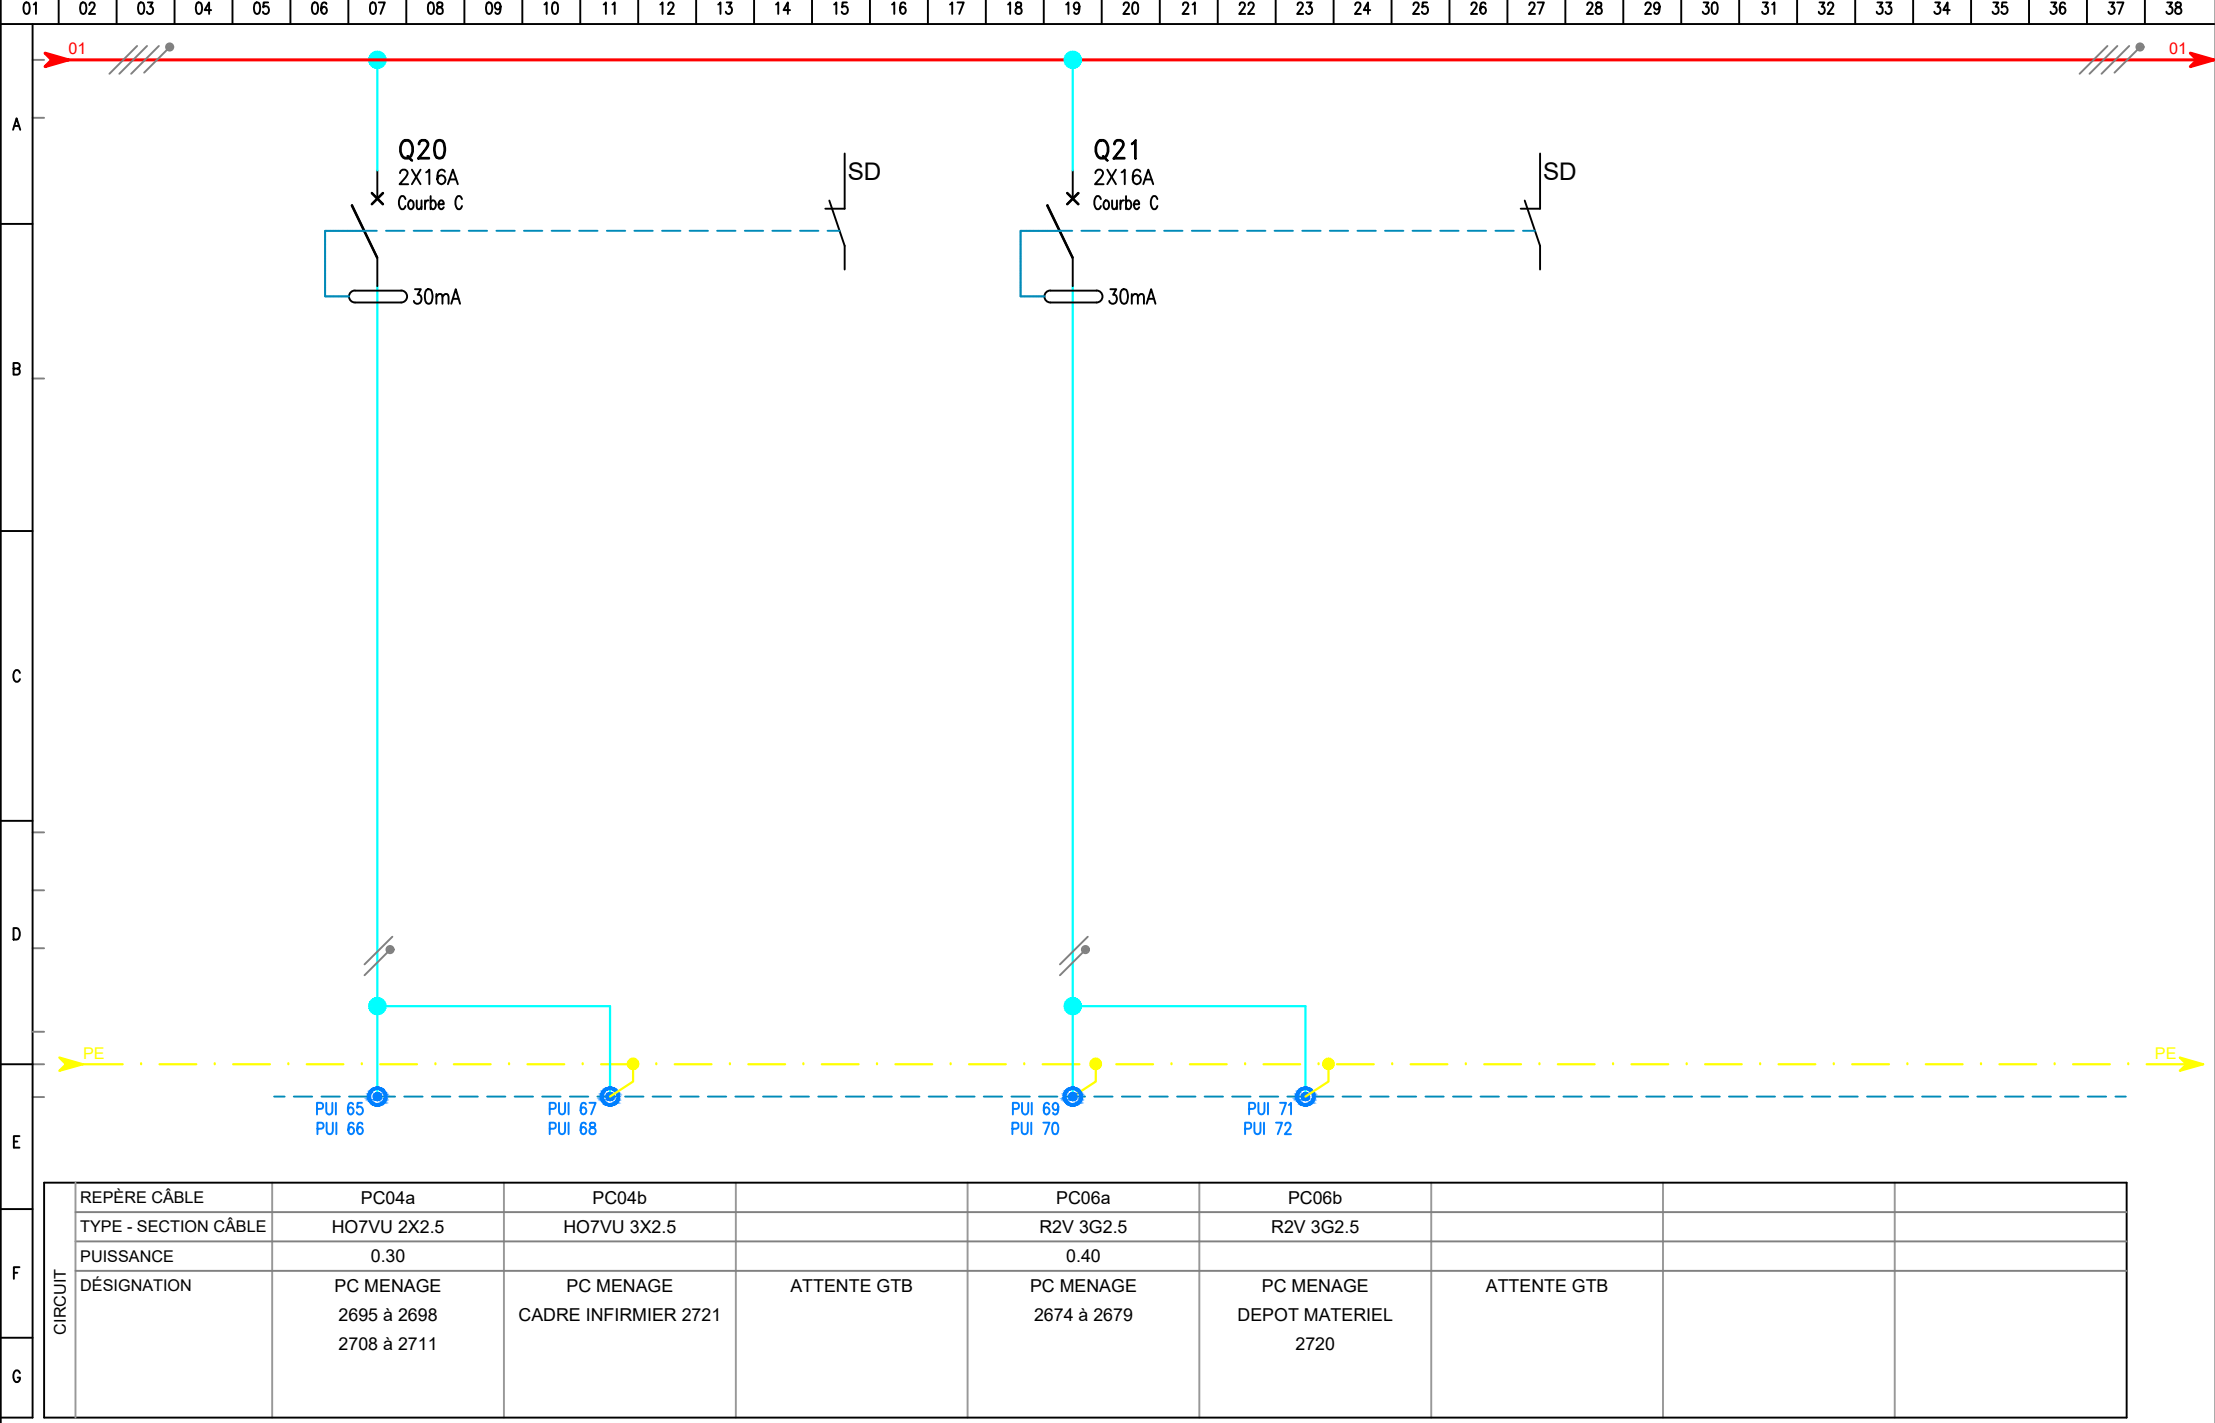 01 02 03 04 05 06 07 08 09 10 11 12 13 14 15 16 17 18 19 20 21 22 23 24 25 26 27 28 29 30 31 32 33 34 35 36 37 38
01 01
A
Q20
2X16A
Courbe C
SD
30mA
Q21
2X16A
Courbe C
SD
30mA
B
C
D
PE PE
PUI 65
PUI 66
PUI 67
PUI 68
PUI 69
PUI 70
PUI 71
PUI 72
E
F
G
CIRCUIT
REPÈRE CÂBLE PC04a PC04b PC06a PC06b
TYPE - SECTION CÂBLE HO7VU 2X2.5 HO7VU 3X2.5 R2V 3G2.5 R2V 3G2.5
PUISSANCE 0.30 0.40
DÉSIGNATION PC MENAGE PC MENAGE ATTENTE GTB PC MENAGE PC MENAGE ATTENTE GTB
2695 à 2698 CADRE INFIRMIER 2721 2674 à 2679 DEPOT MATERIEL
2708 à 2711 2720